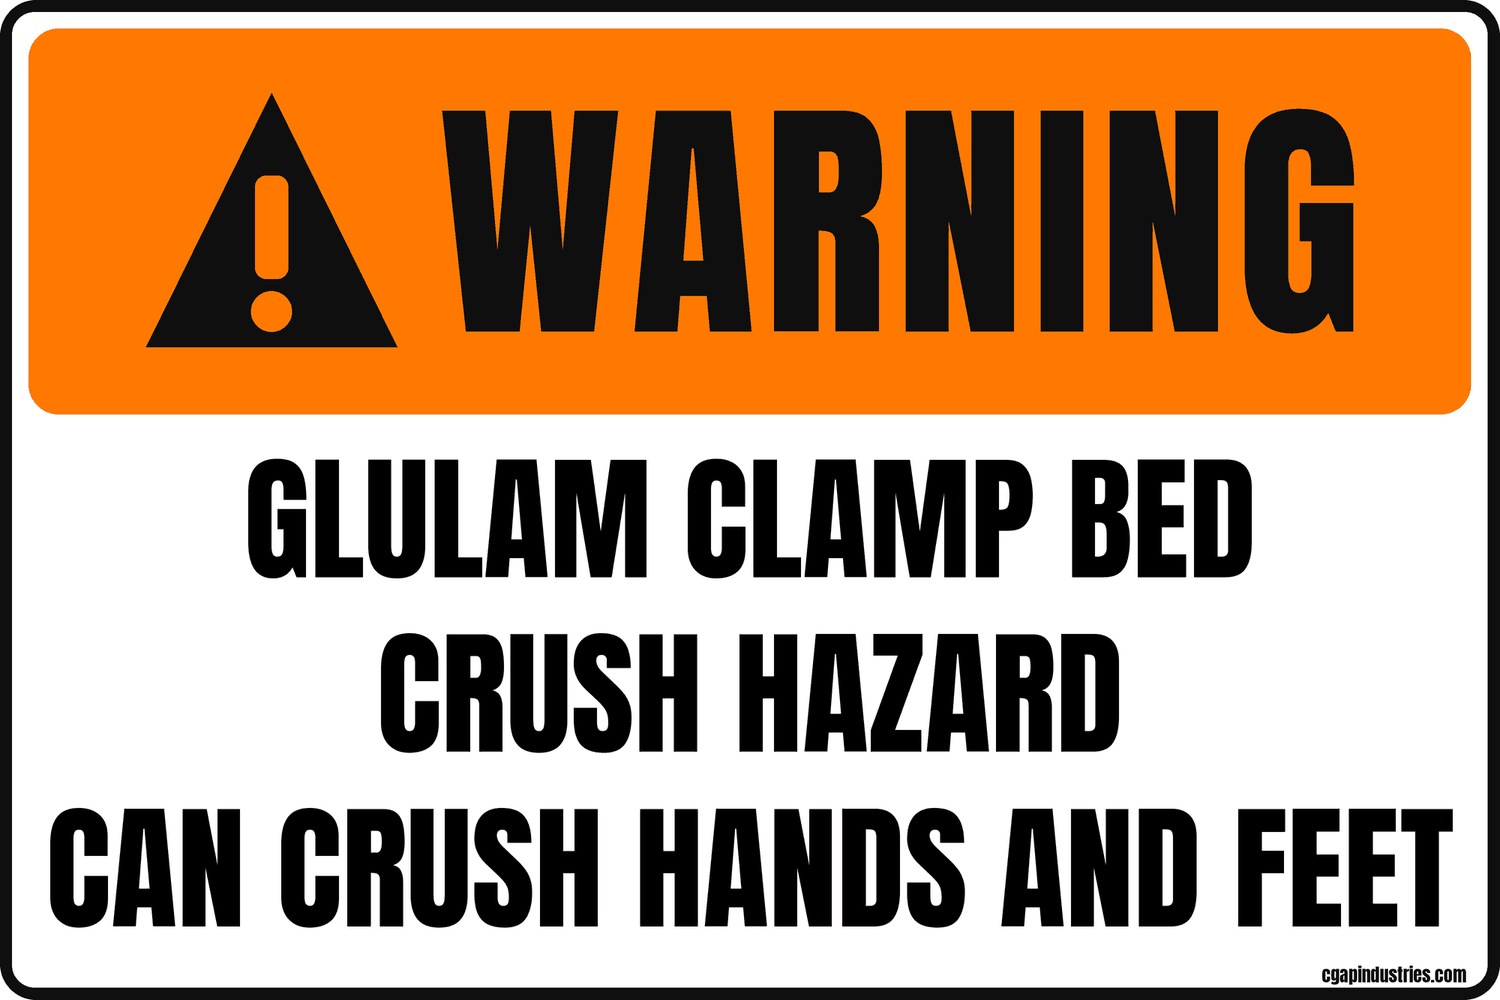 WARNING
GLULAM CLAMP BED
CRUSH HAZARD
CAN CRUSH HANDS AND FEET
cgapindustries.com